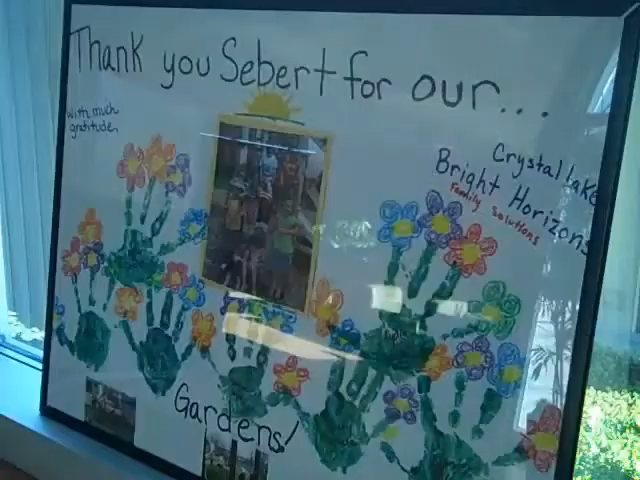 Thank you Sebert for our...
with much
gratitude,
Crystal Lake
Bright Horizons
Family Solutions
Gardens!